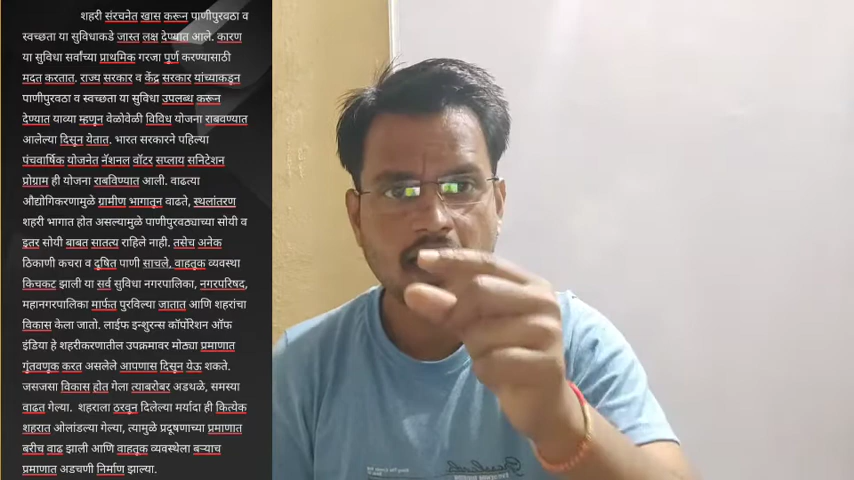 शहरी संरचनेत खास करून पाणीपुरवठा व
स्वच्छता या सुविधाकडे जास्त लक्ष देण्यात आले. कारण
या सुविधा सर्वांच्या प्राथमिक गरजा पूर्ण करण्यासाठी
मदत करतात. राज्य सरकार व केंद्र सरकार यांच्याकडून
पाणीपुरवठा व स्वच्छता या सुविधा उपलब्ध करून
देण्यात याव्या म्हणून वेळोवेळी विविध योजना राबवण्यात
आलेल्या दिसून येतात. भारत सरकारने पहिल्या
पंचवार्षिक योजनेत नॅशनल वॉटर सप्लाय सनिटेशन
प्रोग्राम ही योजना राबविण्यात आली. वाढत्या
औद्योगिकरणामुळे ग्रामीण भागातून वाढते, स्थलांतरण
शहरी भागात होत असल्यामुळे पाणीपुरवठ्याच्या सोयी व
इतर सोयी बाबत सातत्य राहिले नाही. तसेच अनेक
ठिकाणी कचरा व दूषित पाणी साचले, वाहतूक व्यवस्था
किचकट झाली या सर्व सुविधा नगरपालिका, नगरपरिषद,
महानगरपालिका मार्फत पुरविल्या जातात आणि शहरांचा
विकास केला जातो. लाईफ इन्शुरन्स कॉर्पोरेशन ऑफ
इंडिया हे शहरीकरणातील उपक्रमावर मोठ्या प्रमाणात
गुंतवणूक करत असलेले आपणास दिसून येऊ शकते.
जसजसा विकास होत गेला त्याबरोबर अडथळे, समस्या
वाढत गेल्या. शहराला ठरवून दिलेल्या मर्यादा ही कित्येक
शहरात ओलांडल्या गेल्या, त्यामुळे प्रदूषणाच्या प्रमाणात
बरीच वाढ झाली आणि वाहतूक व्यवस्थेला बऱ्याच
प्रमाणात अडचणी निर्माण झाल्या.